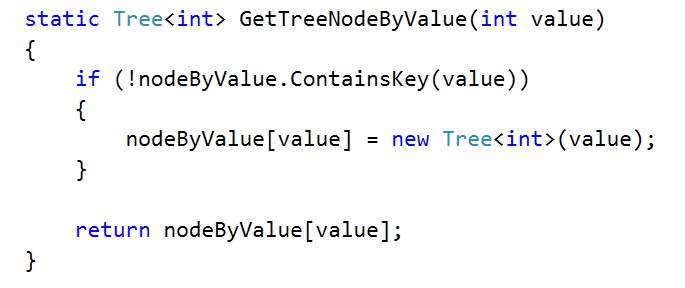 static Tree<int> GetTreeNodeByValue(int value)
{
    if (!nodeByValue.ContainsKey(value))
    {
        nodeByValue[value] = new Tree<int>(value);
    }

    return nodeByValue[value];
}